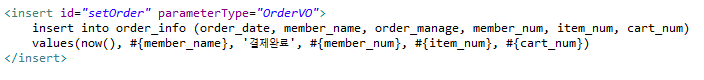 <insert id="setOrder" parameterType="OrderVO">
insert into order_info (order_date, member_name, order_manage, member_num, item_num, cart_num)
values(now(), #{member_name}, '결제완료', #{member_num}, #{item_num}, #{cart_num})
</insert>